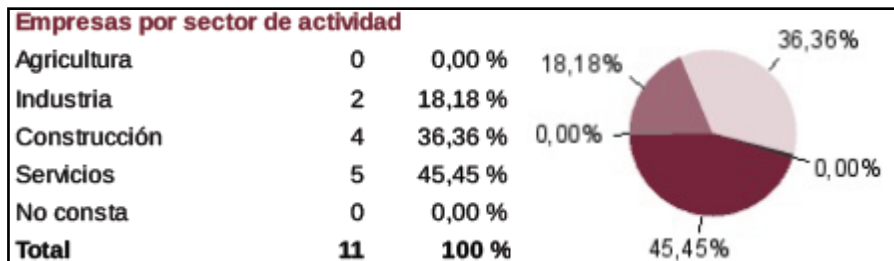 Empresas por sector de actividad
Agricultura 0 0,00 %
Industria 2 18,18 %
Construcción 4 36,36 %
Servicios 5 45,45 %
No consta 0 0,00 %
Total 11 100 %
36,36%
18,18%
0,00%
0,00%
45,45%